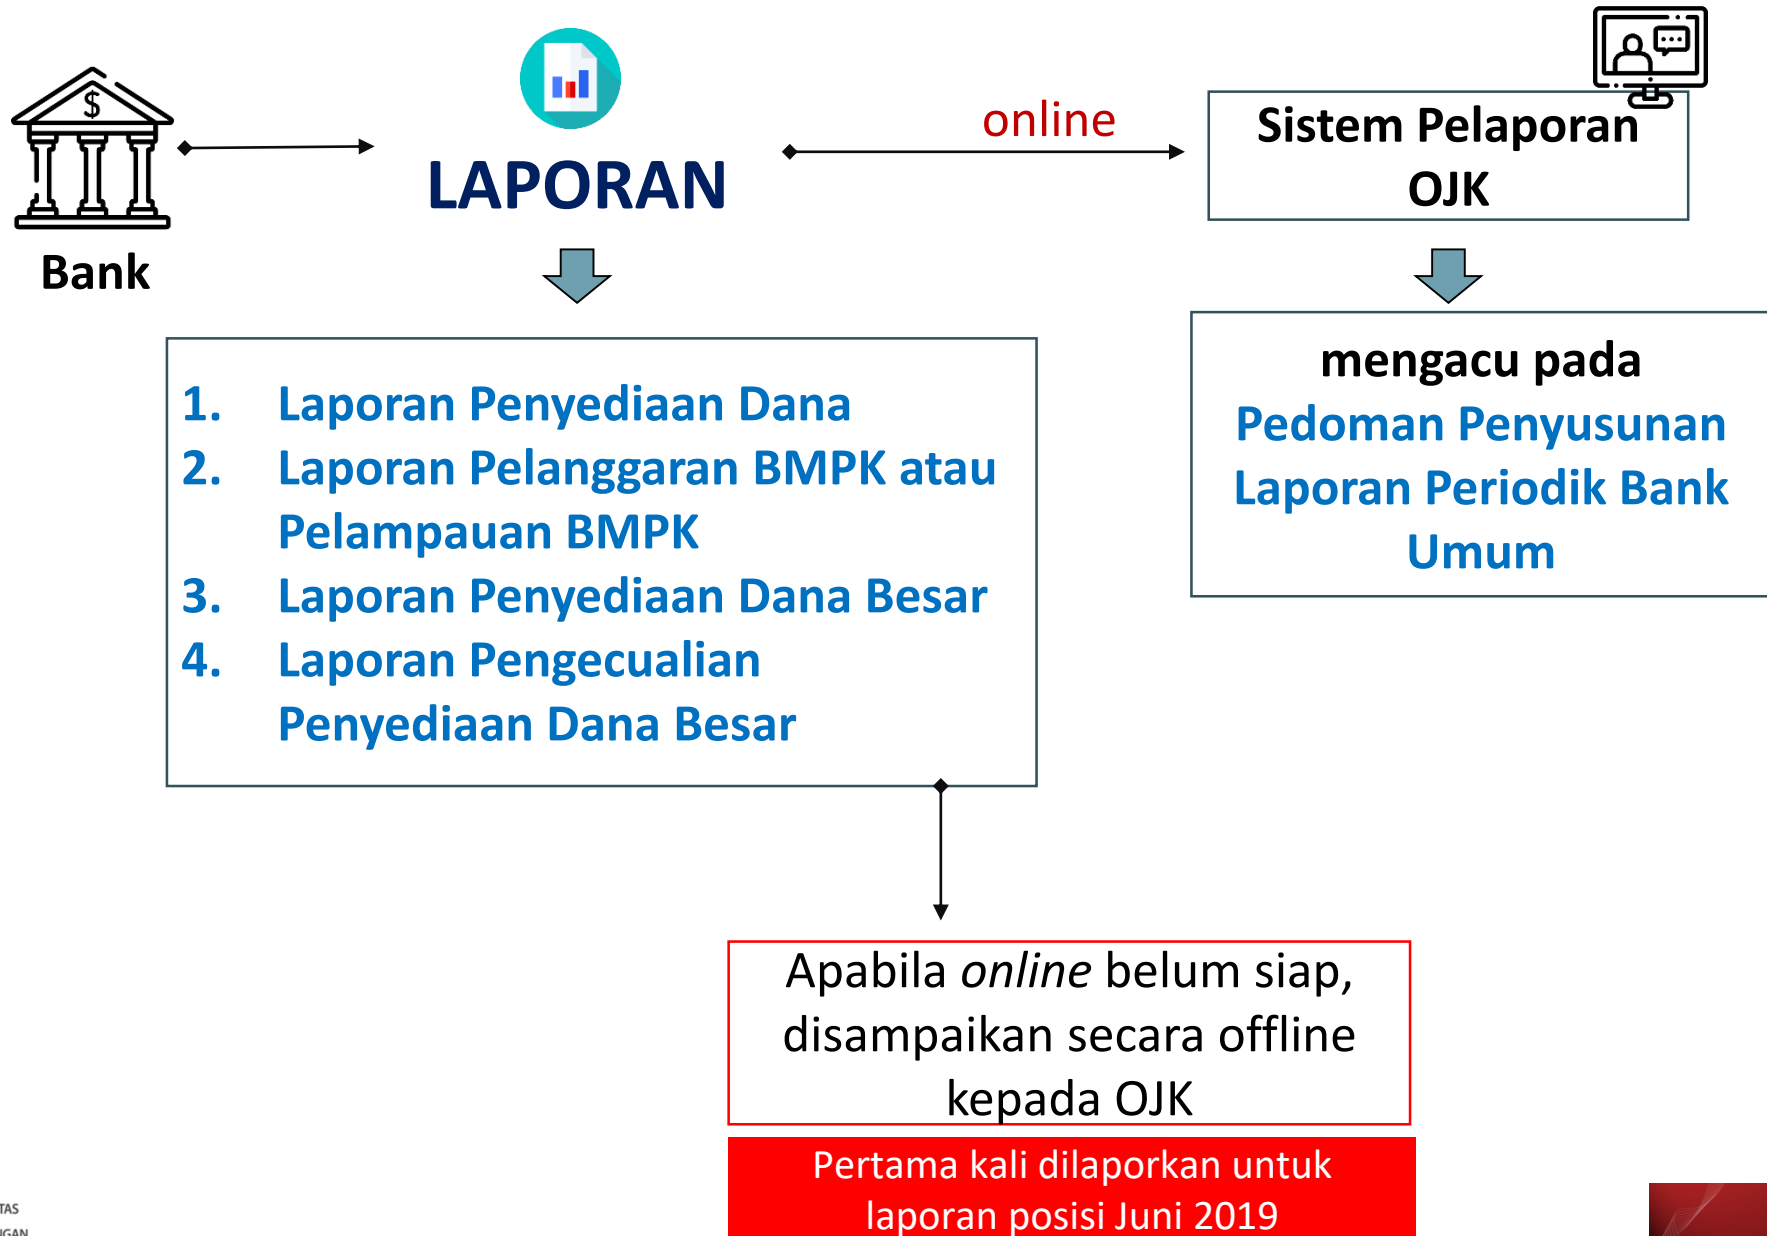 $
LAPORAN
online
Sistem Pelaporan
OJK
Bank
1. Laporan Penyediaan Dana
2. Laporan Pelanggaran BMPK atau
Pelampauan BMPK
3. Laporan Penyediaan Dana Besar
4. Laporan Pengecualian
Penyediaan Dana Besar
mengacu pada
Pedoman Penyusunan
Laporan Periodik Bank
Umum
Apabila online belum siap,
disampaikan secara offline
kepada OJK
Pertama kali dilaporkan untuk
laporan posisi Juni 2019
TAS